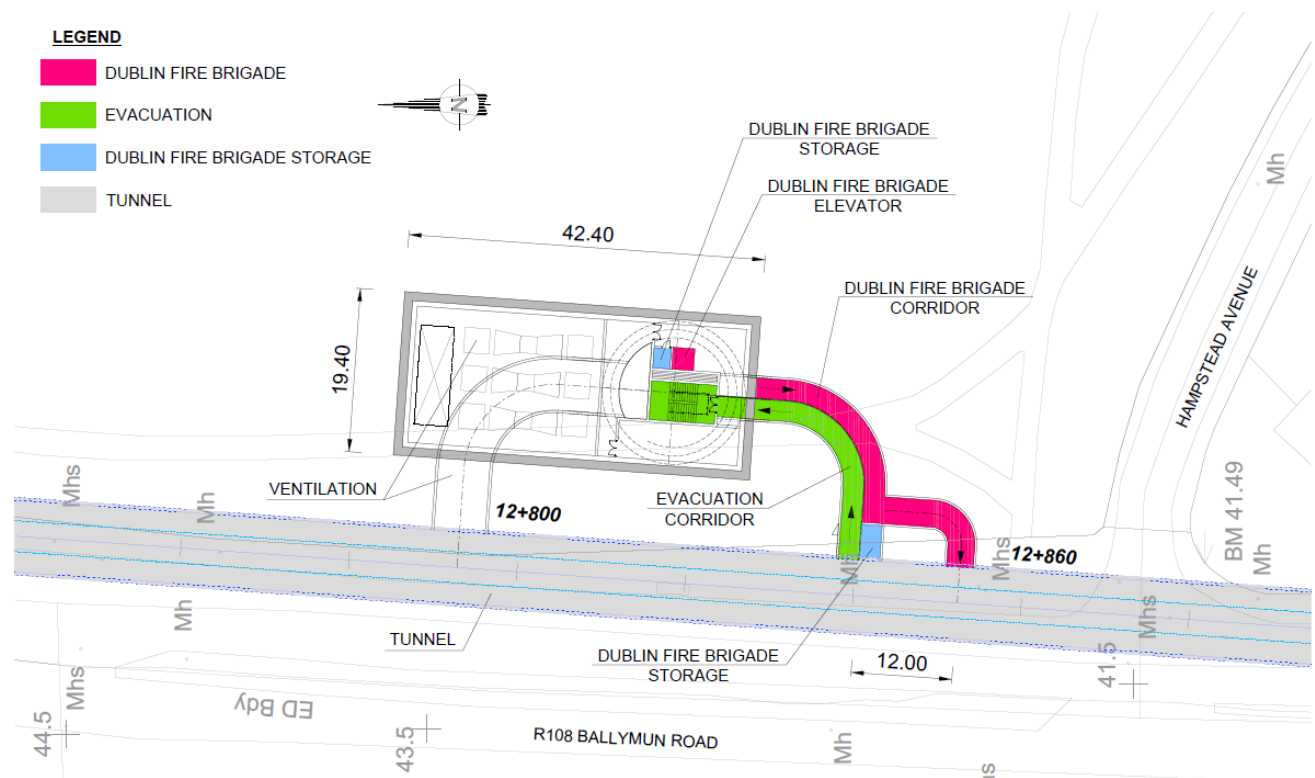 LEGEND
DUBLIN FIRE BRIGADE
EVACUATION
DUBLIN FIRE BRIGADE STORAGE
TUNNEL
N
DUBLIN FIRE BRIGADE
STORAGE
DUBLIN FIRE BRIGADE
ELEVATOR
42.40
DUBLIN FIRE BRIGADE
CORRIDOR
19.40
HAMPSTEAD AVENUE
Mh
VENTILATION
12+800
EVACUATION
CORRIDOR
12+860
BM 41.49
Mh
Mhs
Mh
Mh
Mhs
Mh
TUNNEL
DUBLIN FIRE BRIGADE
STORAGE
12.00
Mhs
41.5
Mhs
44.5
ED Bdy
43.5
R108 BALLYMUN ROAD
Mh